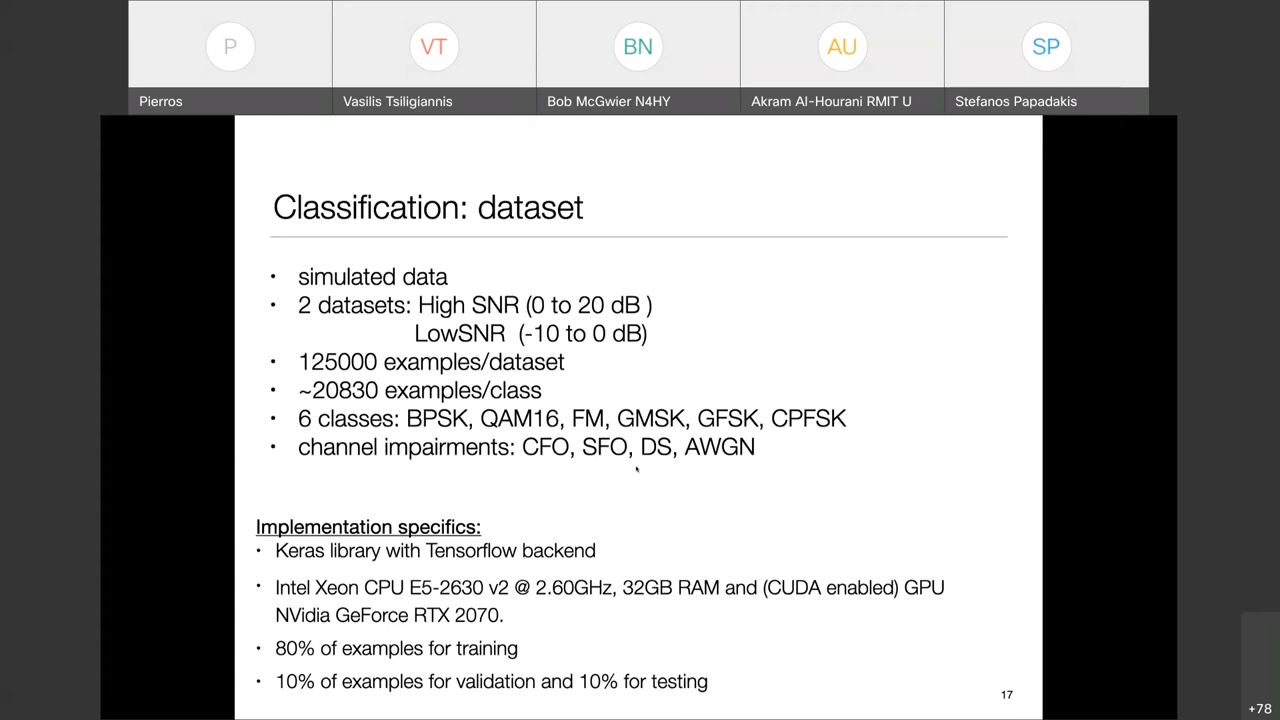 P
VT
BN
AU
SP
Pierros
Vasilis Tsiligiannis
Bob McGwier N4HY
Akram Al-Hourani RMIT U
Stefanos Papadakis
Classification: dataset
• simulated data
• 2 datasets: High SNR (0 to 20 dB )
LowSNR (-10 to 0 dB)
• 125000 examples/dataset
• ~20830 examples/class
• 6 classes: BPSK, QAM16, FM, GMSK, GFSK, CPFSK
• channel impairments: CFO, SFO, DS, AWGN
Implementation specifics:
• Keras library with Tensorflow backend
• Intel Xeon CPU E5-2630 v2 @ 2.60GHz, 32GB RAM and (CUDA enabled) GPU
NVidia GeForce RTX 2070.
• 80% of examples for training
• 10% of examples for validation and 10% for testing
17
+78